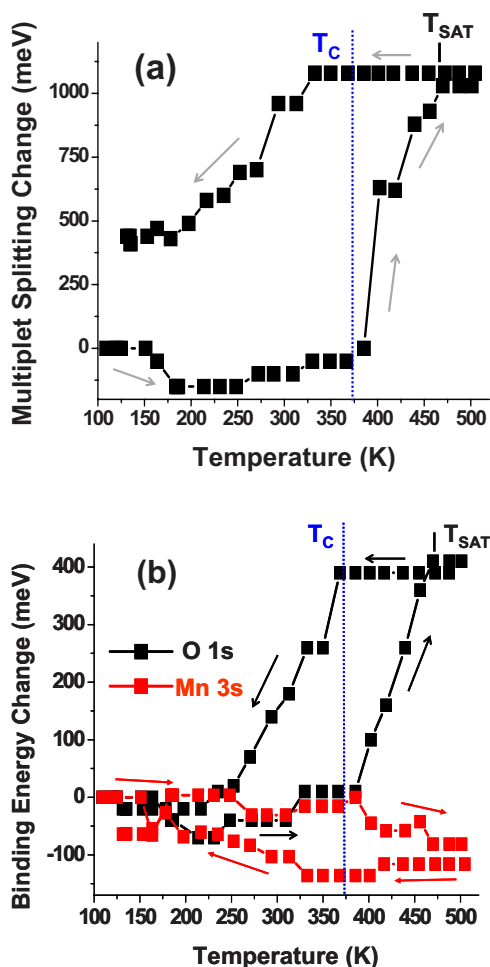 (a)
T_C
T_SAT
Multiplet Splitting Change (meV)
1000
750
500
250
0
100 150 200 250 300 350 400 450 500
Temperature (K)
(b)
T_C
T_SAT
Binding Energy Change (meV)
400
300
200
100
0
-100
O 1s
Mn 3s
100 150 200 250 300 350 400 450 500
Temperature (K)